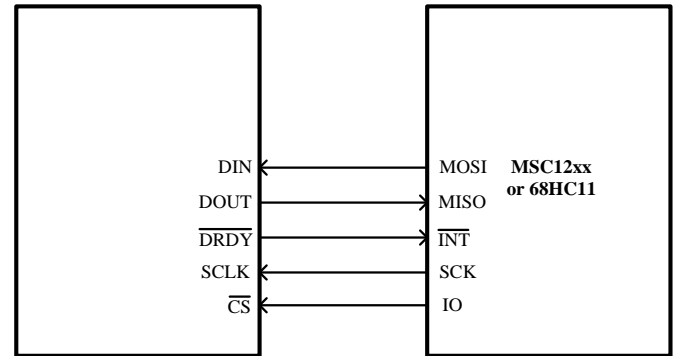 DIN MOSI MSC12xx
or 68HC11
DOUT MISO
DRDY INT
SCLK SCK
CS IO